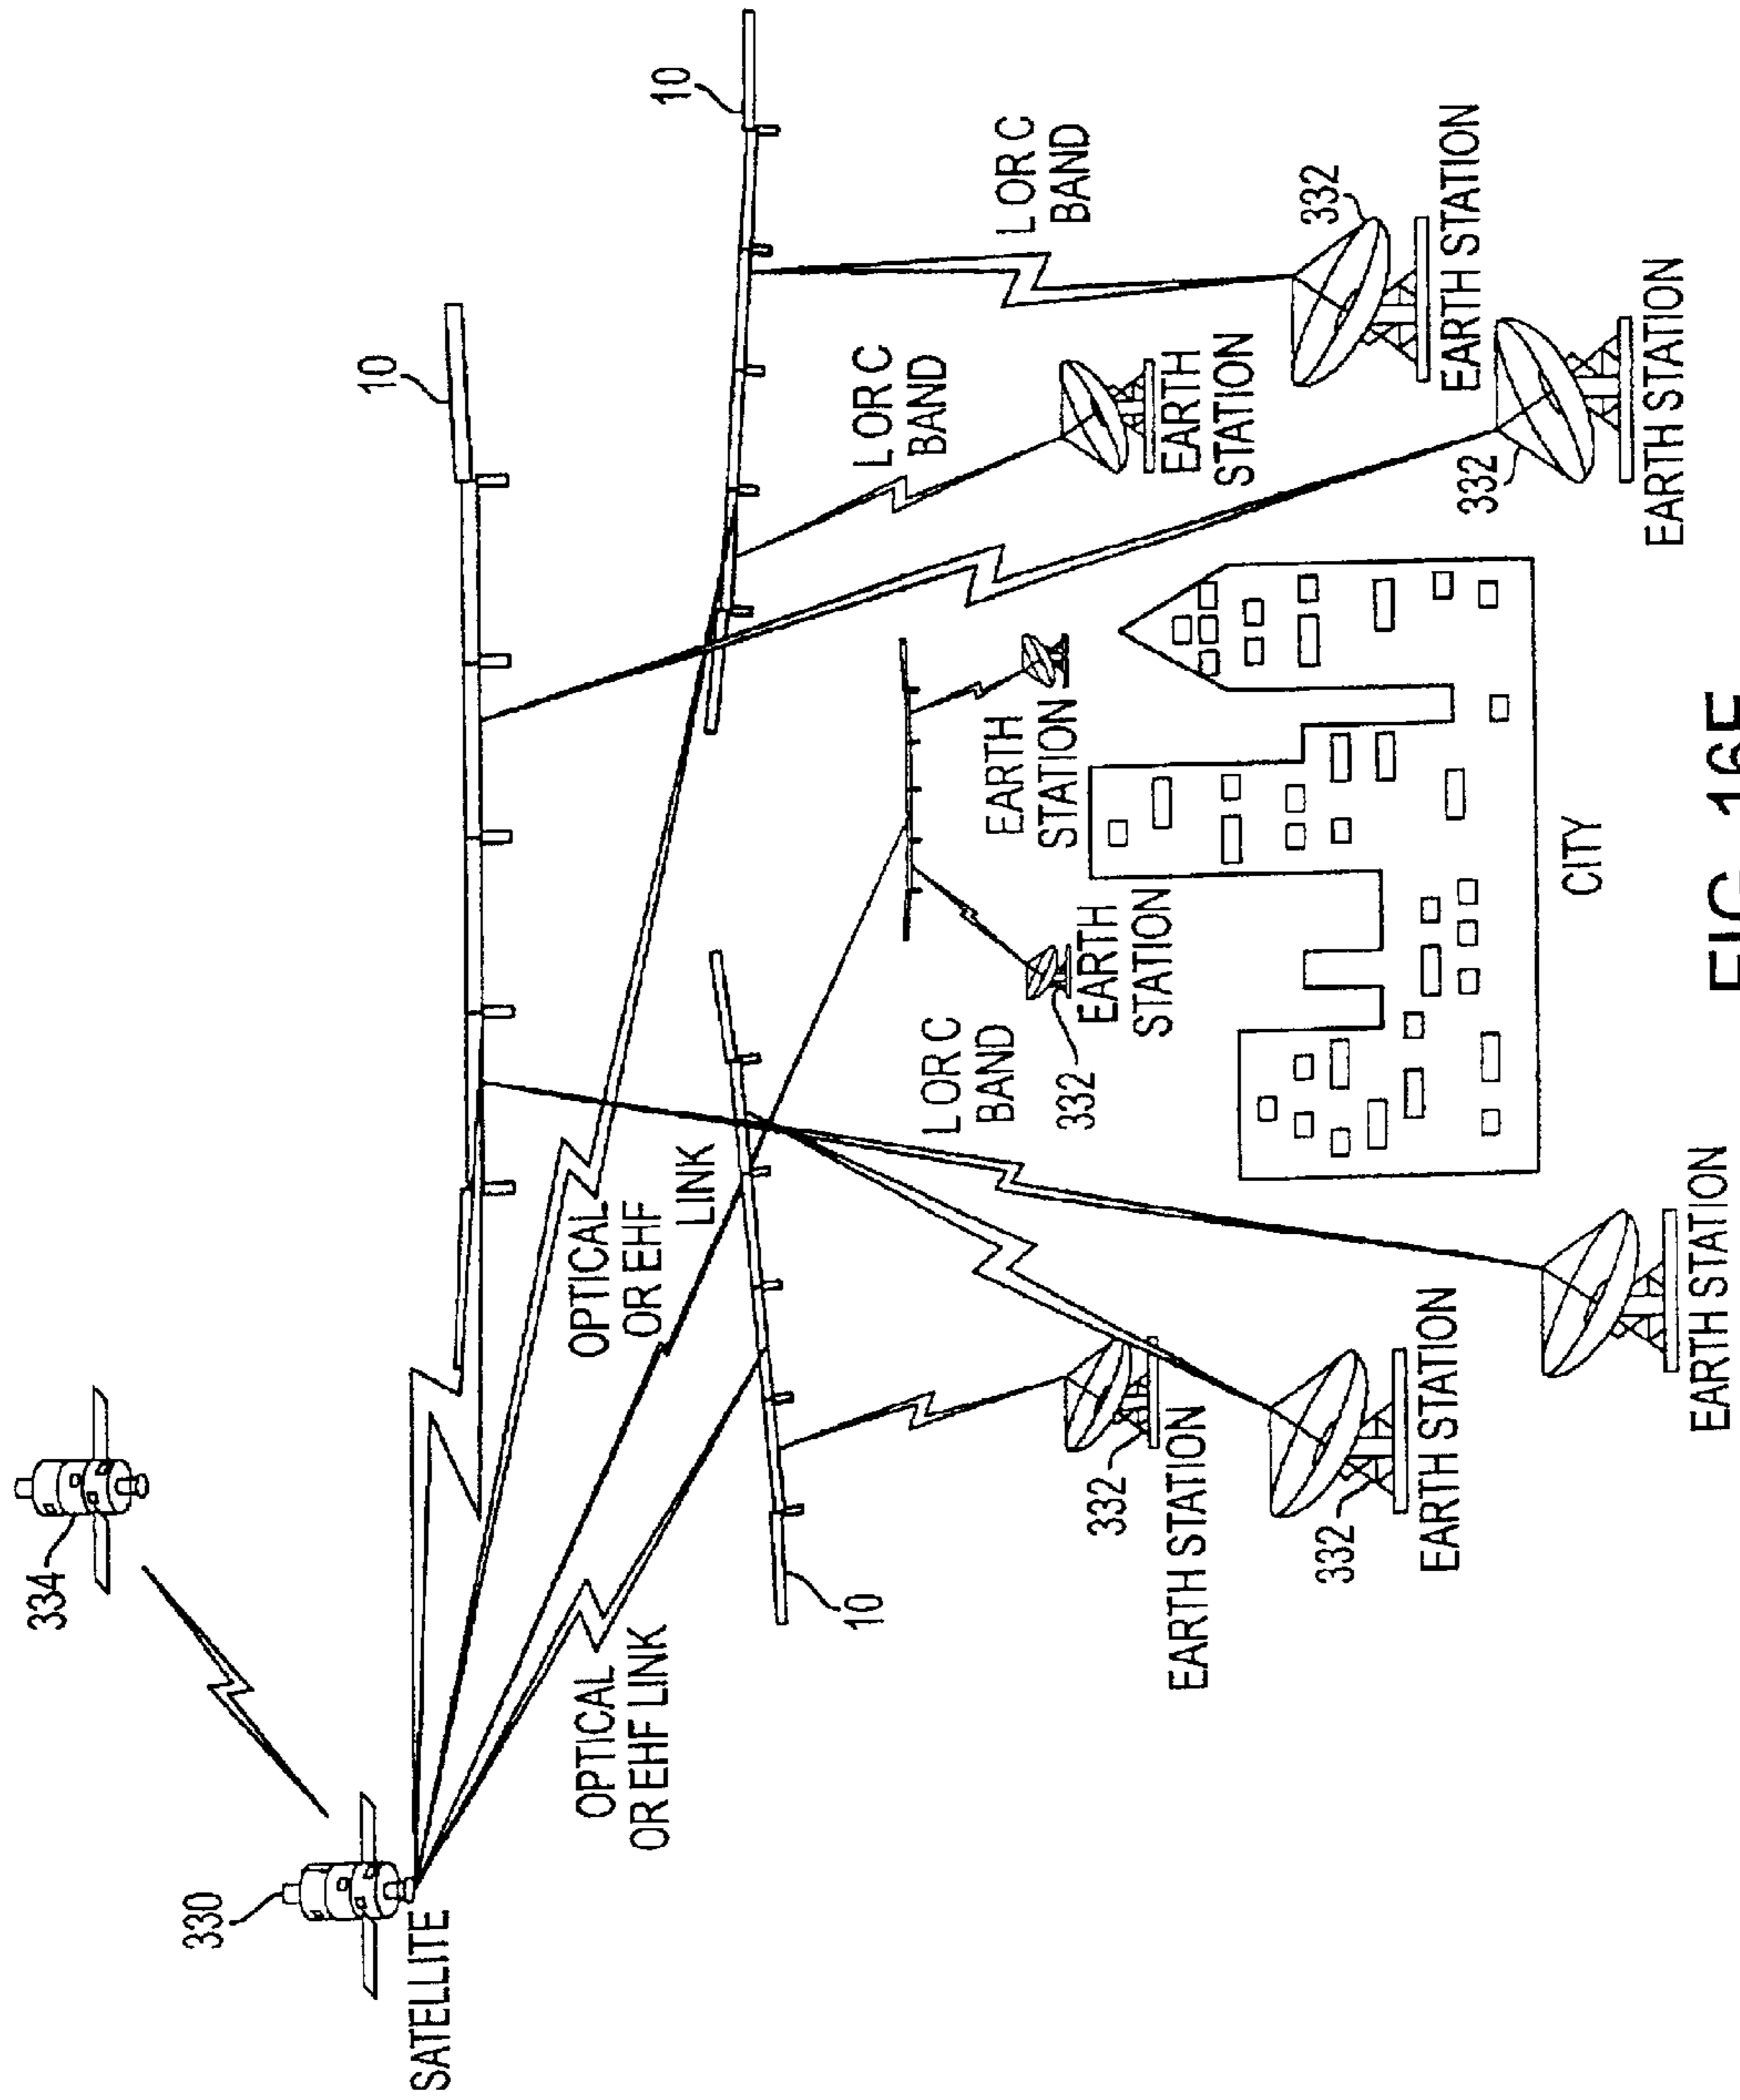 334
330
SATELLITE
10
10
OPTICAL
OR EHF LINK
OPTICAL
OR EHF
LINK
10
L OR C
BAND
L OR C
BAND
L OR C
BAND
EARTH
STATION
332
EARTH
STATION
EARTH
STATION
332
EARTH STATION
332
EARTH STATION
332
EARTH STATION
332
EARTH STATION
EARTH STATION
CITY
FIG.